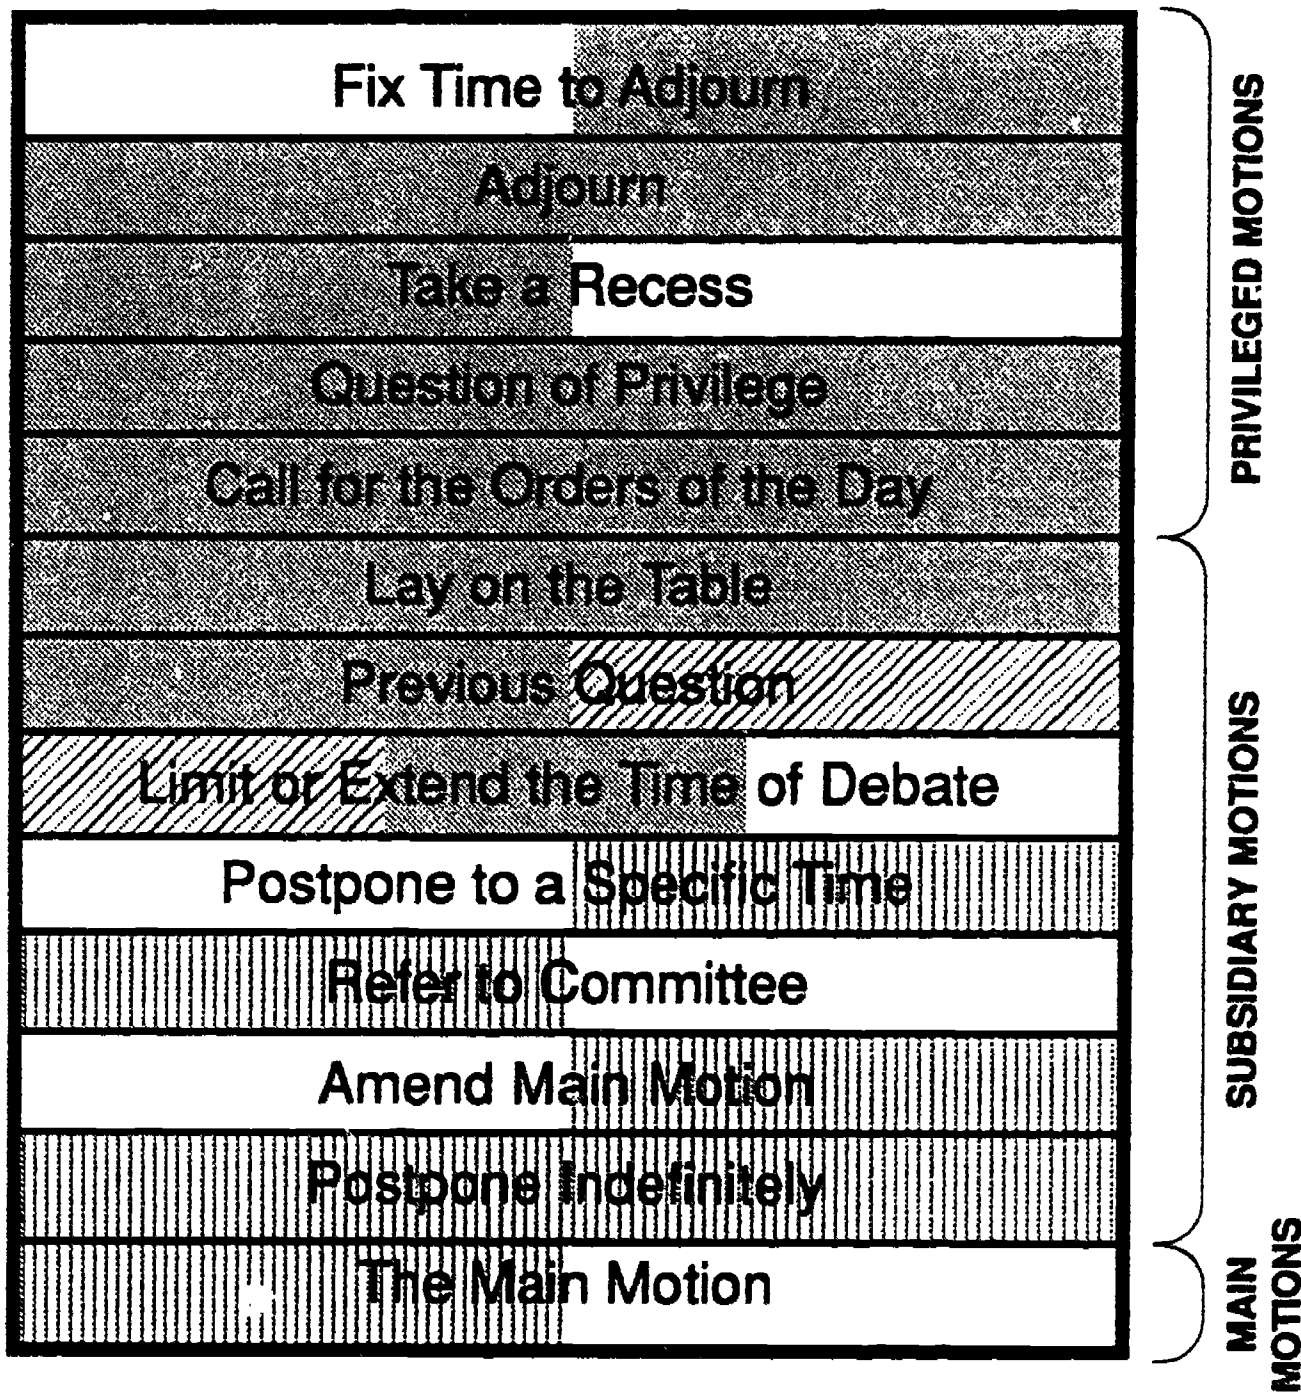 Fix Time to Adjourn
Adjourn
Take a Recess
Question of Privilege
Call for the Orders of the Day
PRIVILEGED MOTIONS
Lay on the Table
Previous Question
Limit or Extend the Time of Debate
Postpone to a Specific Time
Refer to Committee
Amend Main Motion
Postpone Indefinitely
SUBSIDIARY MOTIONS
The Main Motion
MAIN
MOTIONS